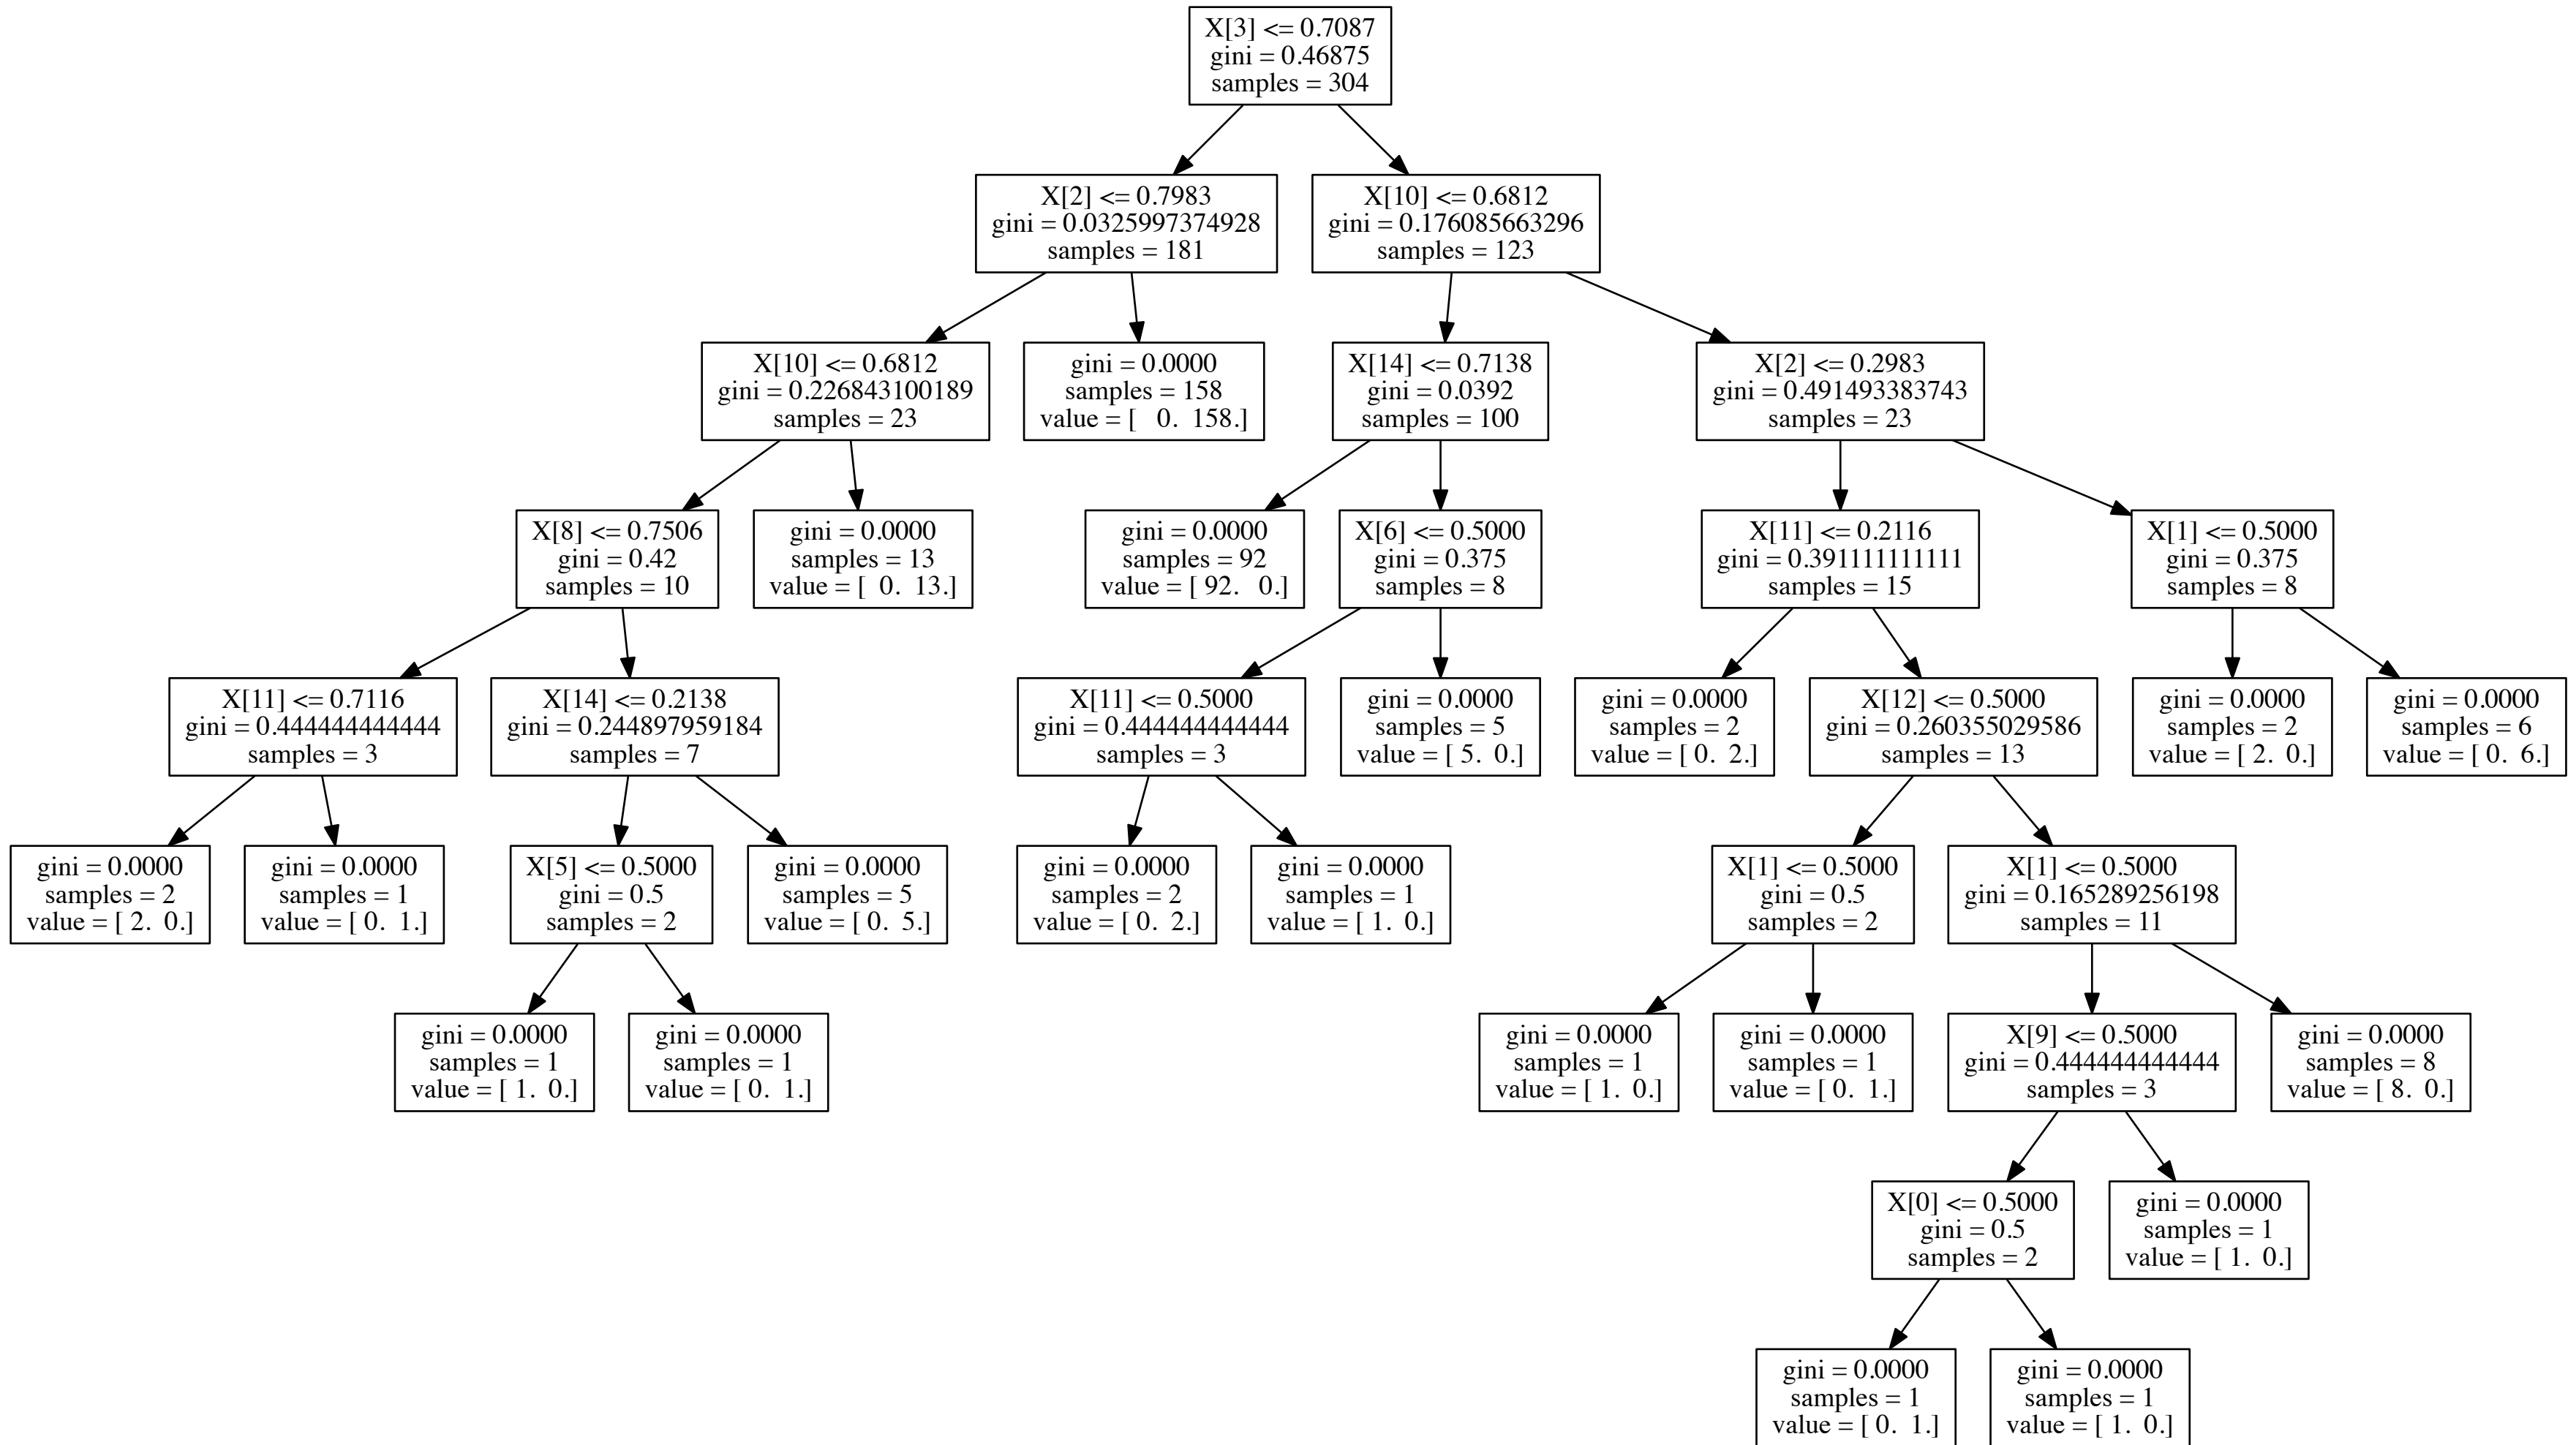 X[3] <= 0.7087
gini = 0.46875
samples = 304
X[2] <= 0.7983
gini = 0.0325997374928
samples = 181
X[10] <= 0.6812
gini = 0.176085663296
samples = 123
X[10] <= 0.6812
gini = 0.226843100189
samples = 23
gini = 0.0000
samples = 158
value = [   0.  158.]
X[14] <= 0.7138
gini = 0.0392
samples = 100
X[2] <= 0.2983
gini = 0.491493383743
samples = 23
X[8] <= 0.7506
gini = 0.42
samples = 10
gini = 0.0000
samples = 13
value = [  0.  13.]
gini = 0.0000
samples = 92
value = [ 92.   0.]
X[6] <= 0.5000
gini = 0.375
samples = 8
X[11] <= 0.2116
gini = 0.391111111111
samples = 15
X[1] <= 0.5000
gini = 0.375
samples = 8
X[11] <= 0.7116
gini = 0.444444444444
samples = 3
X[14] <= 0.2138
gini = 0.244897959184
samples = 7
X[11] <= 0.5000
gini = 0.444444444444
samples = 3
gini = 0.0000
samples = 5
value = [ 5.  0.]
gini = 0.0000
samples = 2
value = [ 0.  2.]
X[12] <= 0.5000
gini = 0.260355029586
samples = 13
gini = 0.0000
samples = 2
value = [ 2.  0.]
gini = 0.0000
samples = 6
value = [ 0.  6.]
gini = 0.0000
samples = 2
value = [ 2.  0.]
gini = 0.0000
samples = 1
value = [ 0.  1.]
X[5] <= 0.5000
gini = 0.5
samples = 2
gini = 0.0000
samples = 5
value = [ 0.  5.]
gini = 0.0000
samples = 2
value = [ 0.  2.]
gini = 0.0000
samples = 1
value = [ 1.  0.]
X[1] <= 0.5000
gini = 0.5
samples = 2
X[1] <= 0.5000
gini = 0.165289256198
samples = 11
gini = 0.0000
samples = 1
value = [ 1.  0.]
gini = 0.0000
samples = 1
value = [ 0.  1.]
gini = 0.0000
samples = 1
value = [ 1.  0.]
gini = 0.0000
samples = 1
value = [ 0.  1.]
X[9] <= 0.5000
gini = 0.444444444444
samples = 3
gini = 0.0000
samples = 8
value = [ 8.  0.]
X[0] <= 0.5000
gini = 0.5
samples = 2
gini = 0.0000
samples = 1
value = [ 1.  0.]
gini = 0.0000
samples = 1
value = [ 0.  1.]
gini = 0.0000
samples = 1
value = [ 1.  0.]